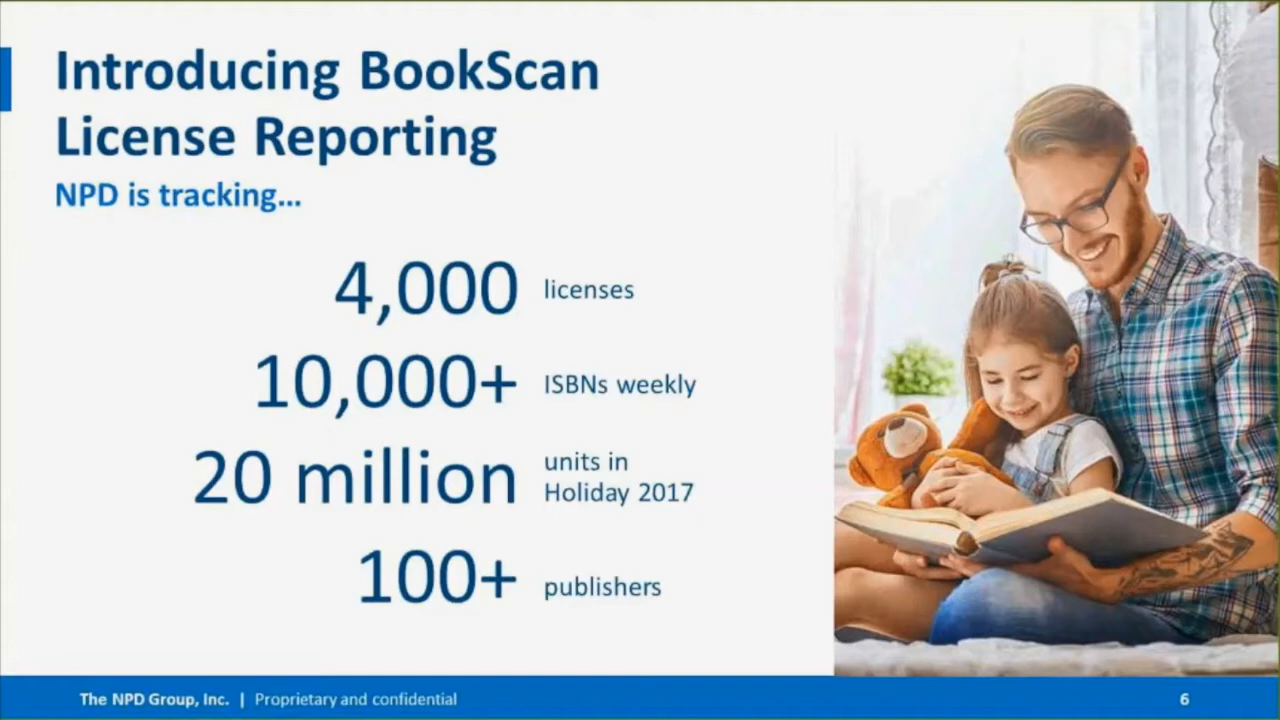 Introducing BookScan
License Reporting
NPD is tracking...
4,000 licenses
10,000+ ISBNs weekly
20 million units in
Holiday 2017
100+ publishers
The NPD Group, Inc. | Proprietary and confidential 6